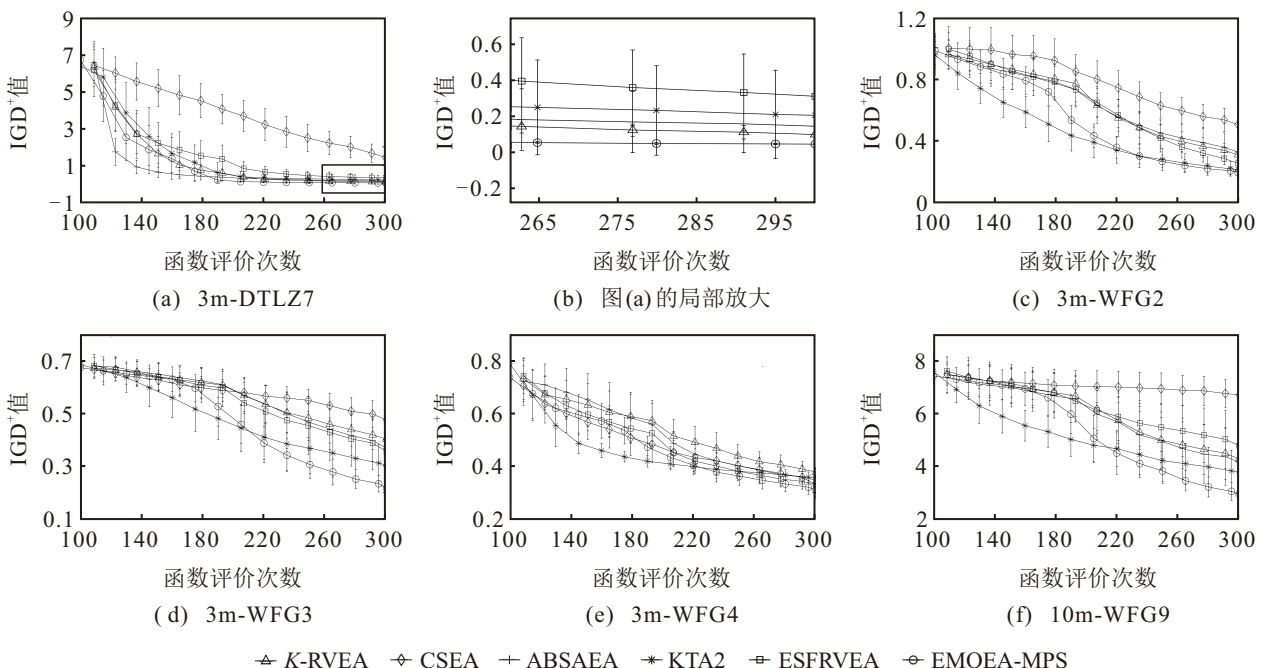 9
7
5
3
1
−1
IGD⁺值
100 140 180 220 260 300
函数评价次数
(a) 3m-DTLZ7
0.6
0.4
0.2
0
−0.2
IGD⁺值
265 275 285 295
函数评价次数
(b) 图(a)的局部放大
1.2
0.8
0.4
0
IGD⁺值
100 140 180 220 260 300
函数评价次数
(c) 3m-WFG2
0.7
0.5
0.3
0.1
IGD⁺值
100 140 180 220 260 300
函数评价次数
(d) 3m-WFG3
0.8
0.6
0.4
0.2
IGD⁺值
100 140 180 220 260 300
函数评价次数
(e) 3m-WFG4
8
6
4
2
IGD⁺值
100 140 180 220 260 300
函数评价次数
(f) 10m-WFG9
K-RVEA CSEA ABSAEA KTA2 ESFRVEA EMOEA-MPS